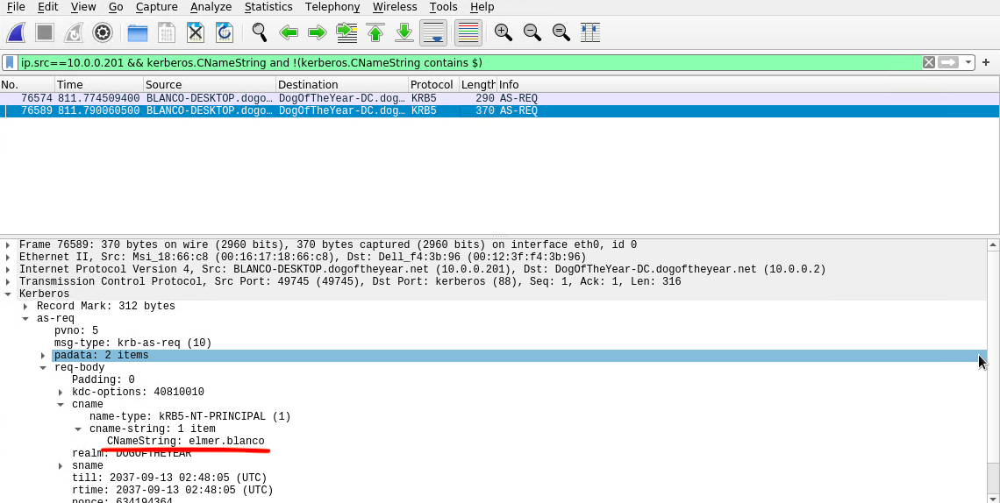 File Edit View Go Capture Analyze Statistics Telephony Wireless Tools Help
ip.src==10.0.0.201 && kerberos.CNameString and !(kerberos.CNameString contains $)
No. Time Source Destination Protocol Length Info
76574 811.774509400 BLANCO-DESKTOP.dogo… DogOfTheYear-DC.dog… KRB5 290 AS-REQ
76589 811.790060500 BLANCO-DESKTOP.dogo… DogOfTheYear-DC.dog… KRB5 370 AS-REQ
Frame 76589: 370 bytes on wire (2960 bits), 370 bytes captured (2960 bits) on interface eth0, id 0
Ethernet II, Src: Msi_18:66:c8 (00:16:17:18:66:c8), Dst: Dell_f4:3b:96 (00:12:3f:f4:3b:96)
Internet Protocol Version 4, Src: BLANCO-DESKTOP.dogoftheyear.net (10.0.0.201), Dst: DogOfTheYear-DC.dogoftheyear.net (10.0.0.2)
Transmission Control Protocol, Src Port: 49745 (49745), Dst Port: kerberos (88), Seq: 1, Ack: 1, Len: 316
Kerberos
Record Mark: 312 bytes
as-req
pvno: 5
msg-type: krb-as-req (10)
padata: 2 items
req-body
Padding: 0
kdc-options: 40810010
cname
name-type: kRB5-NT-PRINCIPAL (1)
cname-string: 1 item
CNameString: elmer.blanco
realm: DOGOFTHEYEAR
sname
till: 2037-09-13 02:48:05 (UTC)
rtime: 2037-09-13 02:48:05 (UTC)
nonce: 634194364